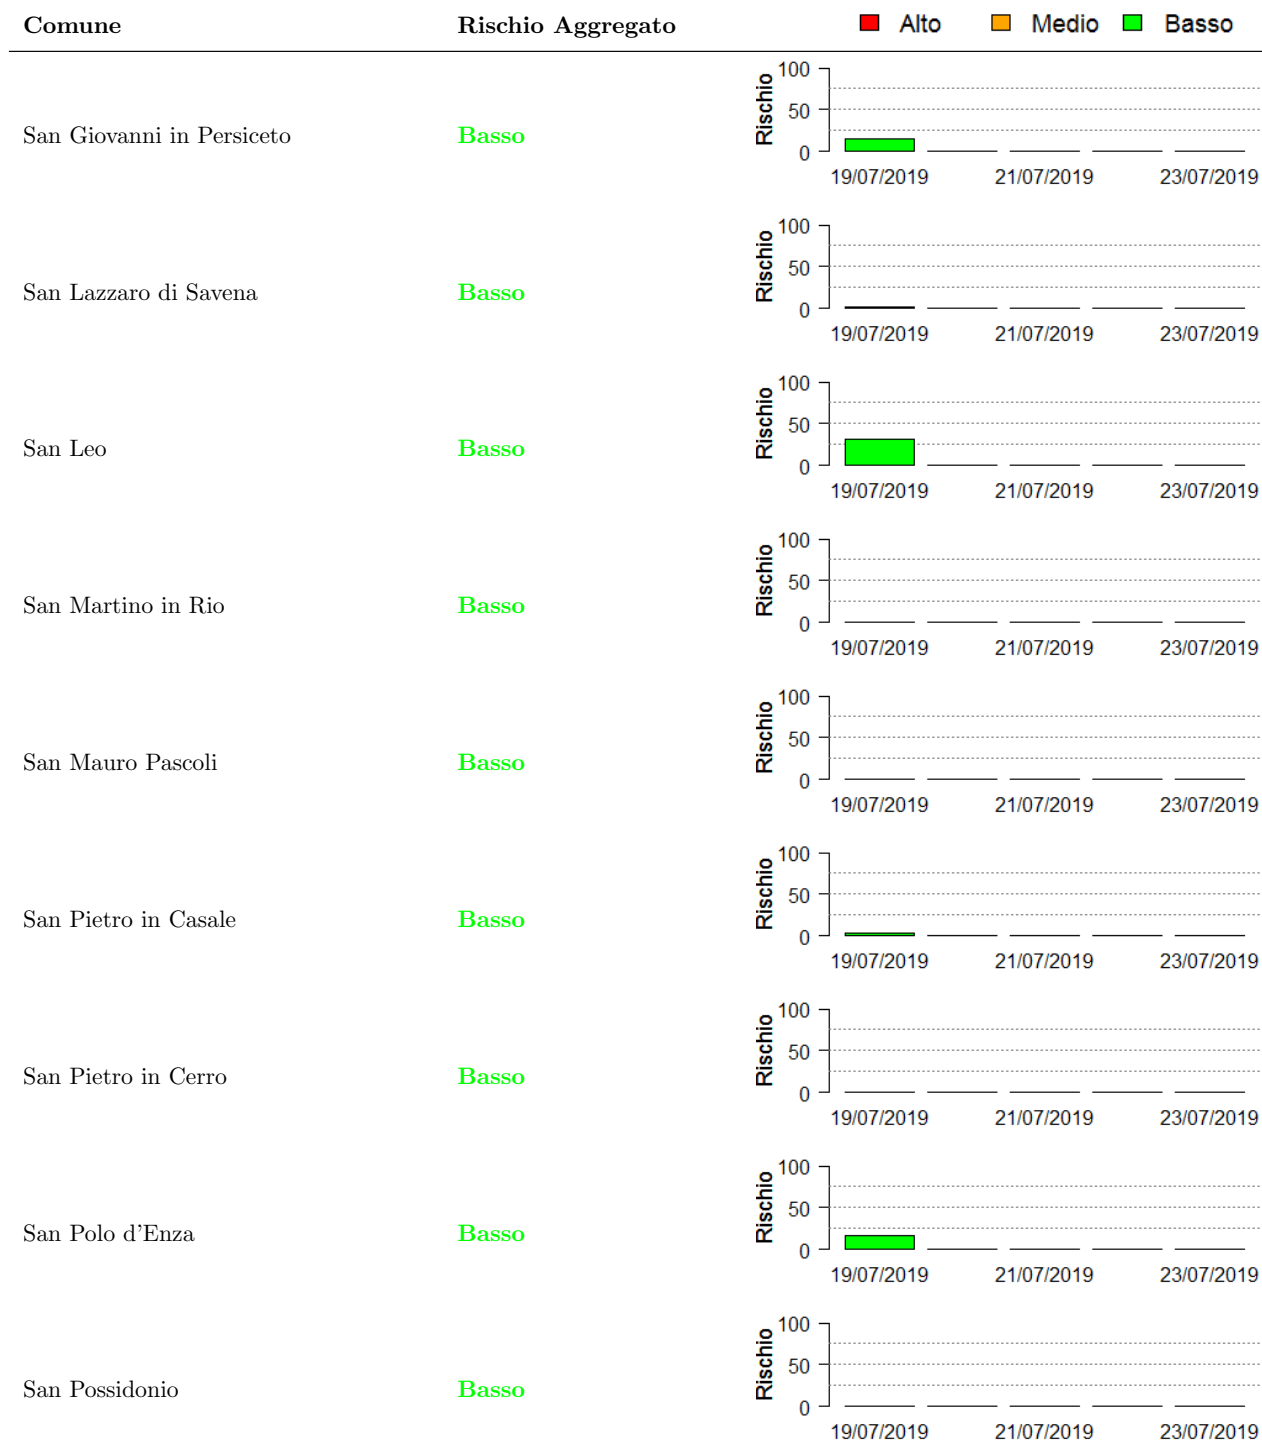 Comune Rischio Aggregato Alto Medio Basso
San Giovanni in Persiceto Basso
Rischio
100
50
0
19/07/2019 21/07/2019 23/07/2019
San Lazzaro di Savena Basso
Rischio
100
50
0
19/07/2019 21/07/2019 23/07/2019
San Leo Basso
Rischio
100
50
0
19/07/2019 21/07/2019 23/07/2019
San Martino in Rio Basso
Rischio
100
50
0
19/07/2019 21/07/2019 23/07/2019
San Mauro Pascoli Basso
Rischio
100
50
0
19/07/2019 21/07/2019 23/07/2019
San Pietro in Casale Basso
Rischio
100
50
0
19/07/2019 21/07/2019 23/07/2019
San Pietro in Cerro Basso
Rischio
100
50
0
19/07/2019 21/07/2019 23/07/2019
San Polo d'Enza Basso
Rischio
100
50
0
19/07/2019 21/07/2019 23/07/2019
San Possidonio Basso
Rischio
100
50
0
19/07/2019 21/07/2019 23/07/2019